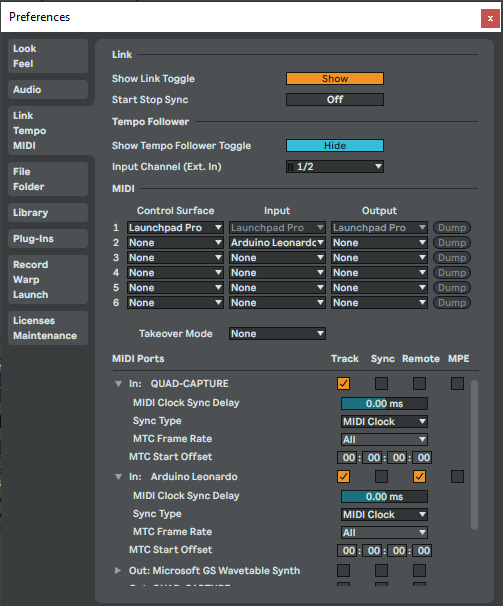 Preferences
x
Look
Feel
Audio
Link
Tempo
MIDI
File
Folder
Library
Plug-Ins
Record
Warp
Launch
Licenses
Maintenance
Link
Show Link Toggle Show
Start Stop Sync Off
Tempo Follower
Show Tempo Follower Toggle Hide
Input Channel (Ext. In) 1/2
MIDI
Control Surface Input Output
1 Launchpad Pro Launchpad Pro Launchpad Pro Dump
2 None Arduino Leonardo None Dump
3 None None None Dump
4 None None None Dump
5 None None None Dump
6 None None None Dump
Takeover Mode None
MIDI Ports Track Sync Remote MPE
In: QUAD-CAPTURE
MIDI Clock Sync Delay 0.00 ms
Sync Type MIDI Clock
MTC Frame Rate All
MTC Start Offset 00 : 00 : 00 : 00
In: Arduino Leonardo
MIDI Clock Sync Delay 0.00 ms
Sync Type MIDI Clock
MTC Frame Rate All
MTC Start Offset 00 : 00 : 00 : 00
Out: Microsoft GS Wavetable Synth
Out: QUAD-CAPTURE